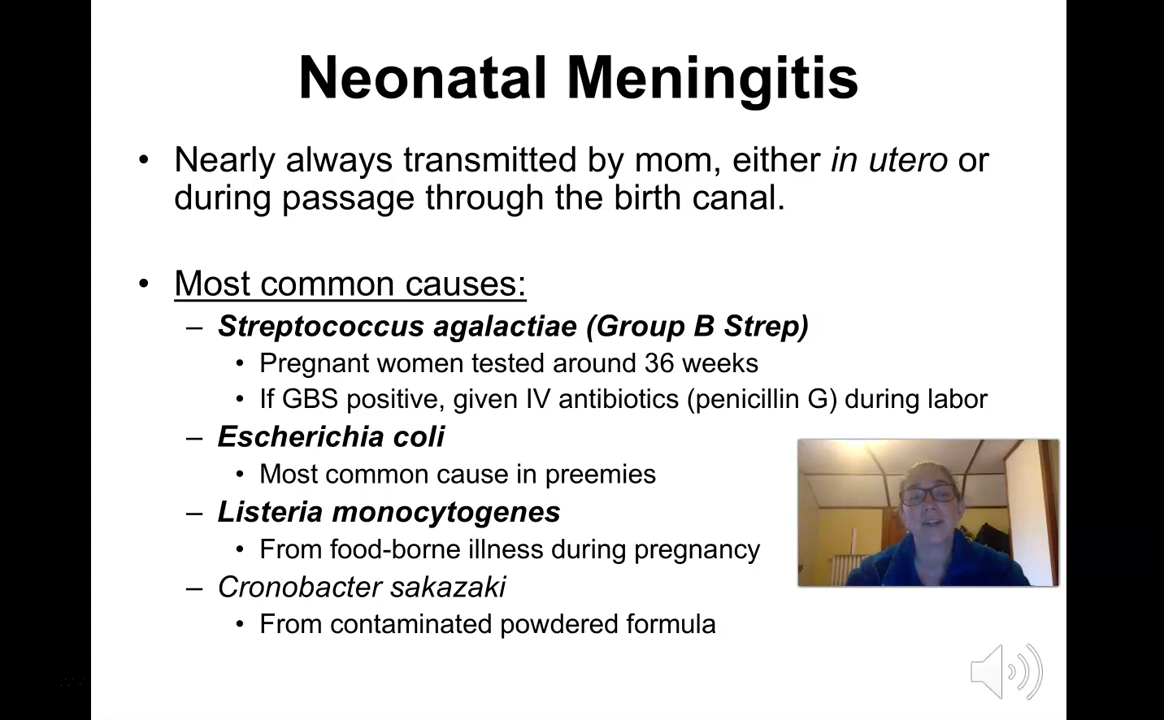 Neonatal Meningitis
• Nearly always transmitted by mom, either in utero or
during passage through the birth canal.
• Most common causes:
– Streptococcus agalactiae (Group B Strep)
• Pregnant women tested around 36 weeks
• If GBS positive, given IV antibiotics (penicillin G) during labor
– Escherichia coli
• Most common cause in preemies
– Listeria monocytogenes
• From food-borne illness during pregnancy
– Cronobacter sakazaki
• From contaminated powdered formula